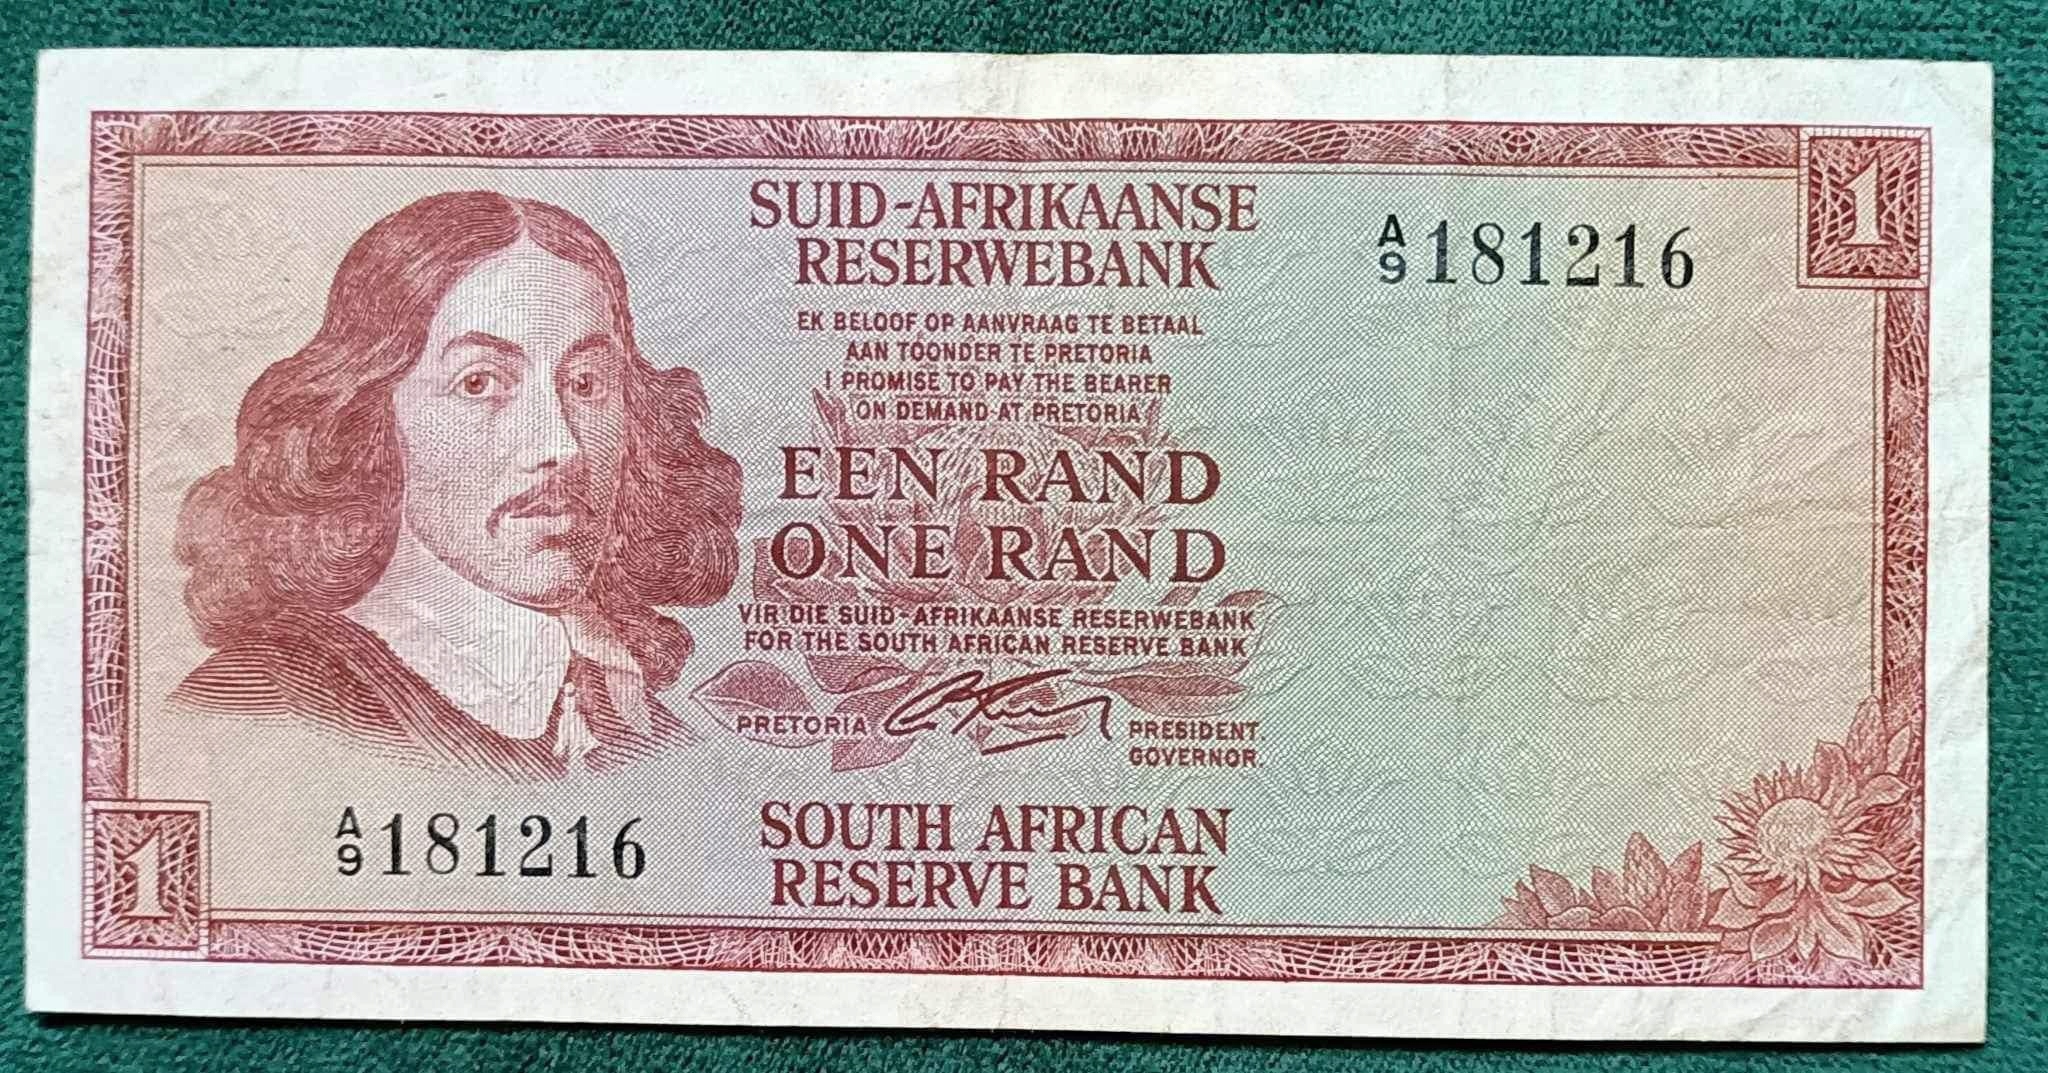 1
SUID-AFRIKAANSE
RESERWEBANK
A/9 181216
EK BELOOF OP AANVRAAG TE BETAAL
AAN TOONDER TE PRETORIA
I PROMISE TO PAY THE BEARER
ON DEMAND AT PRETORIA
EEN RAND
ONE RAND
VIR DIE SUID-AFRIKAANSE RESERWEBANK
FOR THE SOUTH AFRICAN RESERVE BANK
PRETORIA
PRESIDENT.
GOVERNOR.
A/9 181216
SOUTH AFRICAN
RESERVE BANK
1